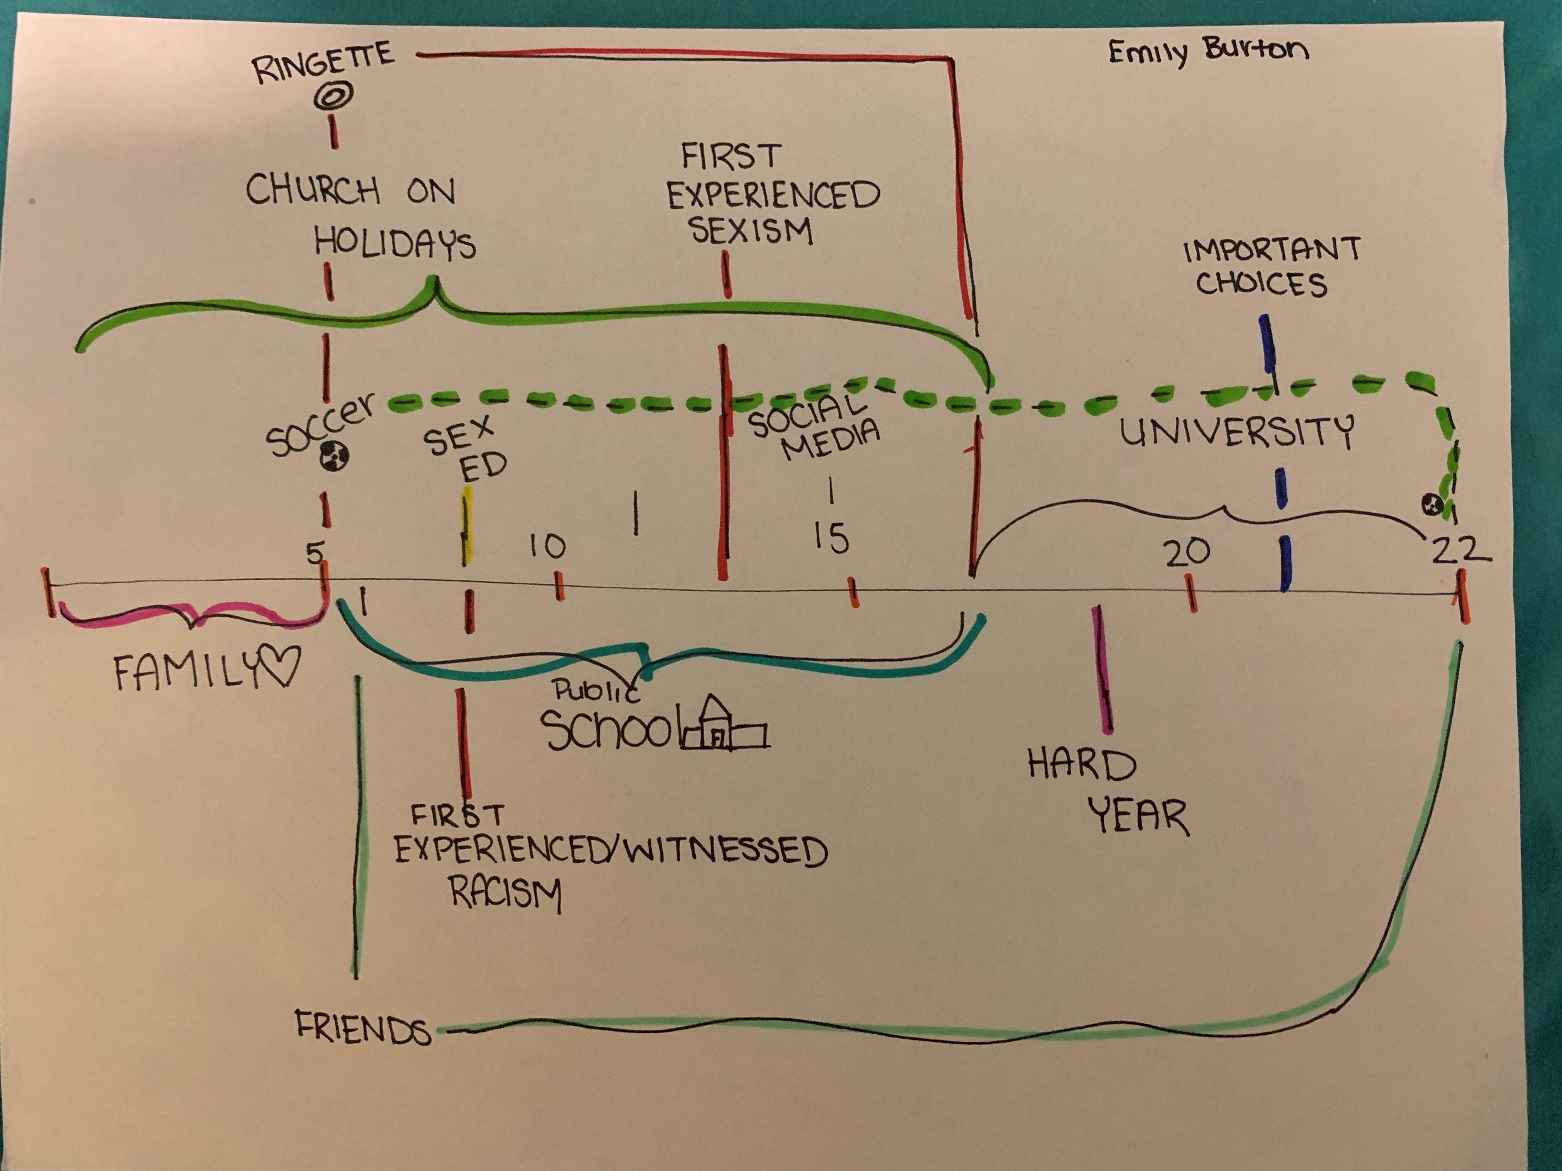 RINGETTE
Emily Burton
CHURCH ON
HOLIDAYS
FIRST
EXPERIENCED
SEXISM
IMPORTANT
CHOICES
SOCCER
SEX
ED
SOCIAL
MEDIA
UNIVERSITY
5
10
15
20
22
FAMILY♡
Public
SCHOOL
FIRST
EXPERIENCED/WITNESSED
RACISM
HARD
YEAR
FRIENDS